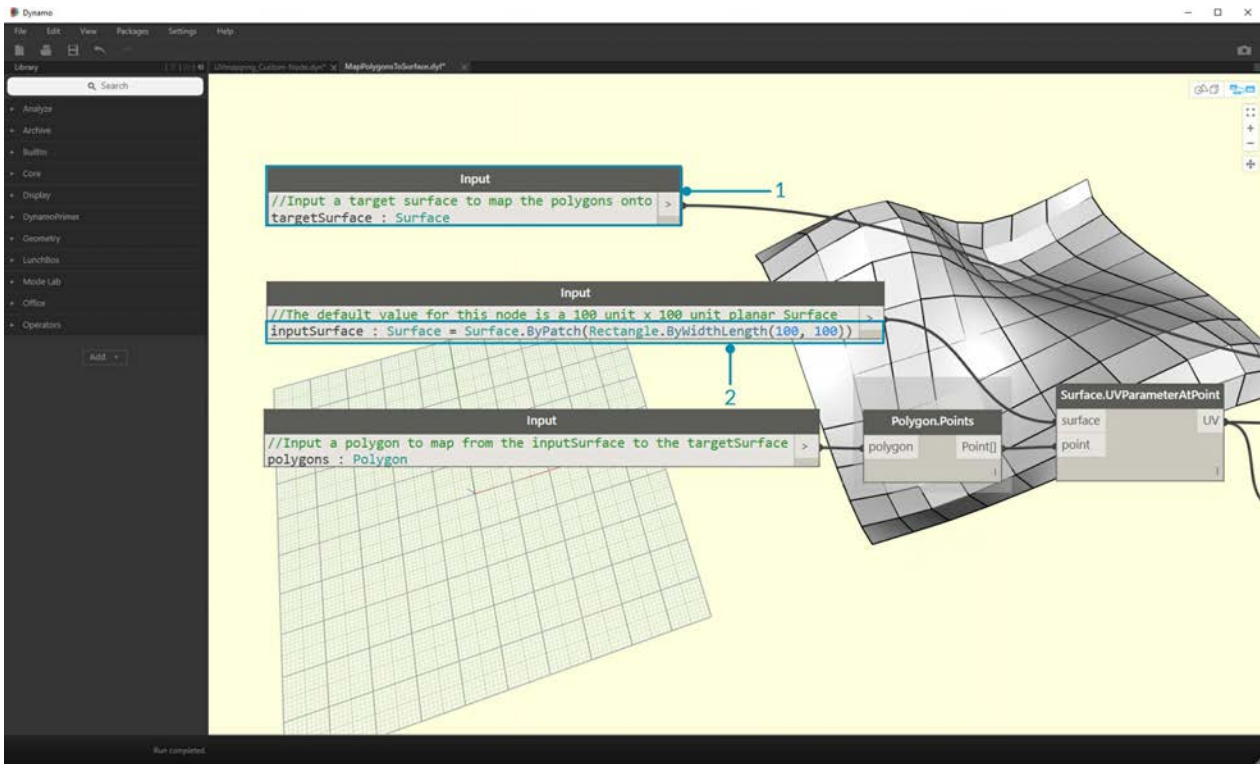 Dynamo
File Edit View Packages Settings Help
Library
UVmapping_Custom-Node.dyn* MapPolygonsToSurface.dyf*
Search
Analyze
Archive
BuiltIn
Core
Display
DynamoPrimer
Geometry
LunchBox
Mode Lab
Office
Operators
Add
Input
//Input a target surface to map the polygons onto
targetSurface : Surface
>
1
Input
//The default value for this node is a 100 unit x 100 unit planar Surface
inputSurface : Surface = Surface.ByPatch(Rectangle.ByWidthLength(100, 100))
>
2
Input
//Input a polygon to map from the inputSurface to the targetSurface
polygons : Polygon
>
Polygon.Points
polygon Point[]
Surface.UVParameterAtPoint
surface UV
point
Run completed.